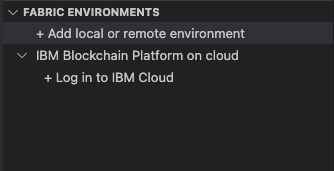 FABRIC ENVIRONMENTS
+ Add local or remote environment
IBM Blockchain Platform on cloud
+ Log in to IBM Cloud